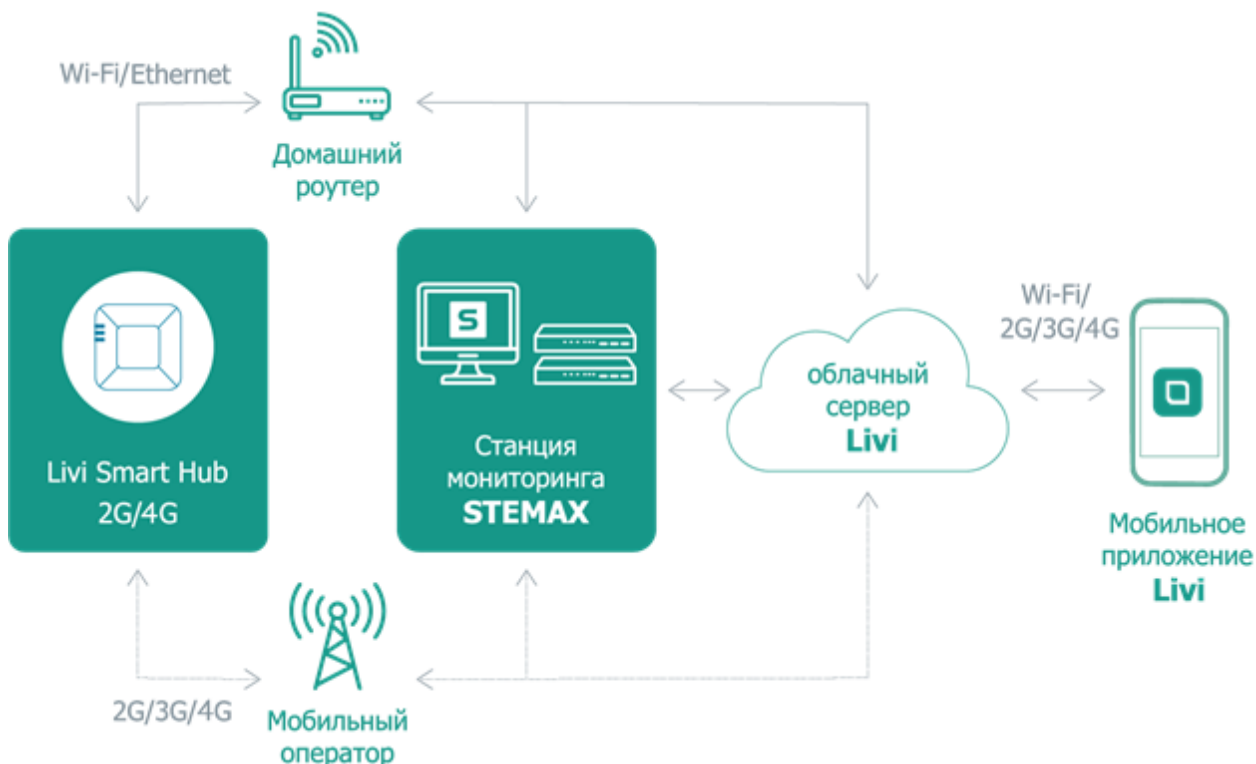 Wi-Fi/Ethernet
Домашний
роутер
Livi Smart Hub
2G/4G
S
Станция
мониторинга
STEMAX
облачный
сервер
Livi
Wi-Fi/
2G/3G/4G
Мобильное
приложение
Livi
2G/3G/4G
Мобильный
оператор